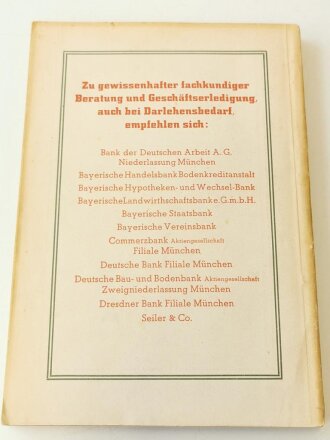 Zu gewissenhafter fachkundiger
Beratung und Geschäftserledigung,
auch bei Darlehensbedarf,
empfehlen sich:
Bank der Deutschen Arbeit A. G.
Niederlassung München
Bayerische Handelsbank Bodenkreditanstalt
Bayerische Hypotheken- und Wechsel-Bank
Bayerische Landwirthschaftsbank e. G. m. b. H.
Bayerische Staatsbank
Bayerische Vereinsbank
Commerzbank Aktiengesellschaft
Filiale München
Deutsche Bank Filiale München
Deutsche Bau- und Bodenbank Aktiengesellschaft
Zweigniederlassung München
Dresdner Bank Filiale München
Seiler & Co.